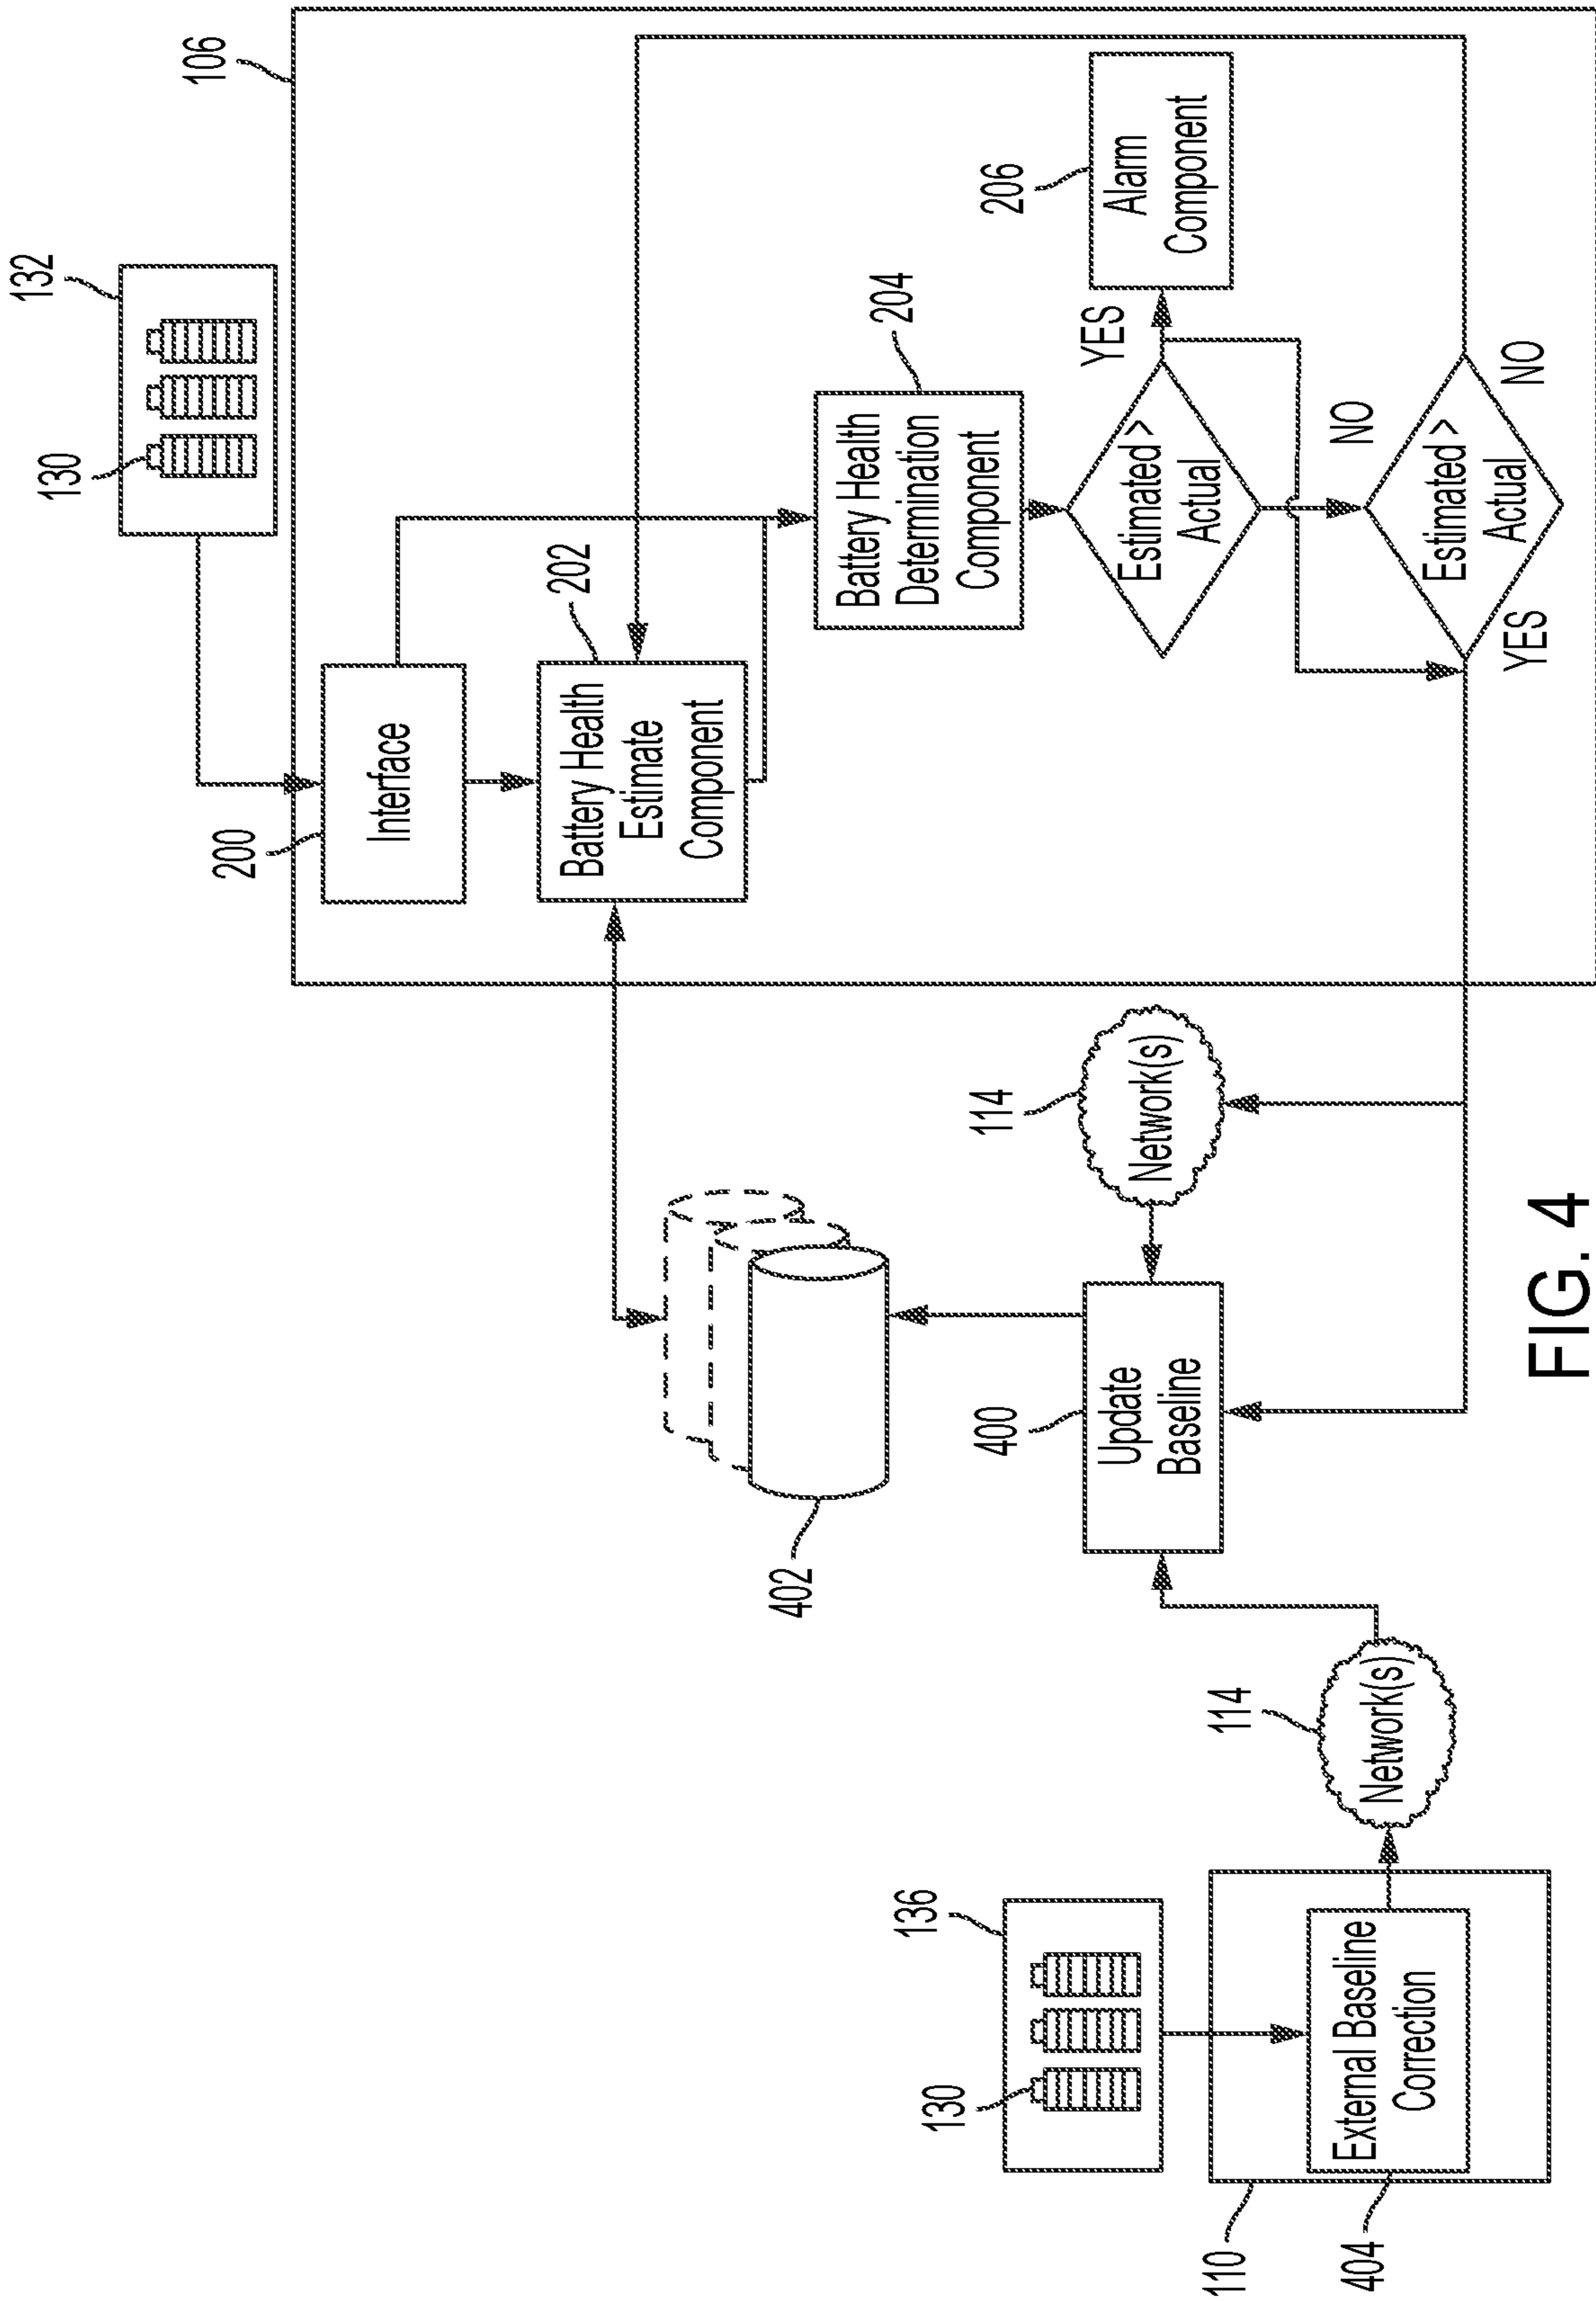 132
130
106
200
Interface
202
Battery Health
Estimate
Component
204
Battery Health
Determination
Component
206
Alarm
Component
YES
Estimated >
Actual
NO
Estimated >
Actual
NO
YES
402
114
Network(s)
400
Update
Baseline
114
Network(s)
136
130
110
External Baseline
Correction
404
FIG. 4